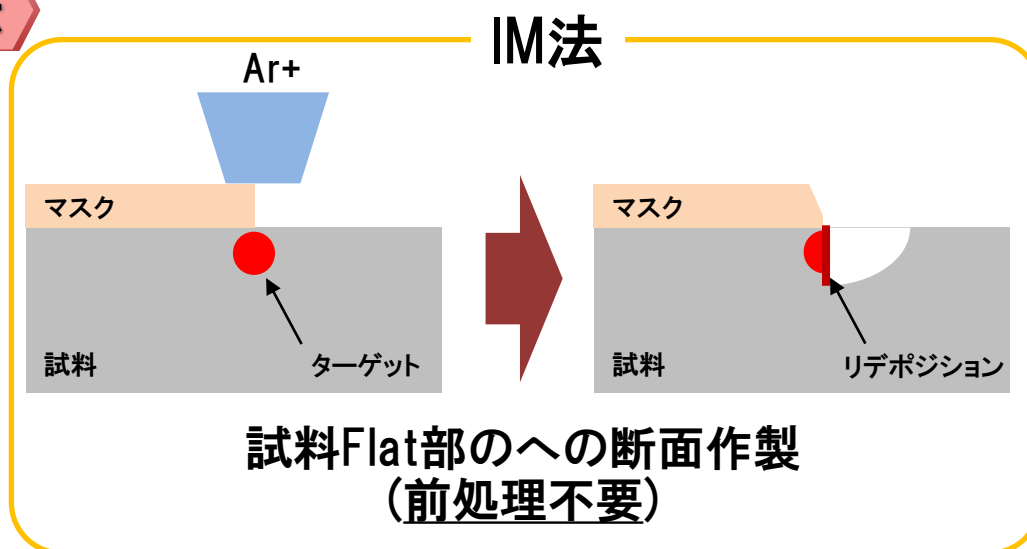 IM法
Ar+
マスク
マスク
試料
ターゲット
試料
リデポジション
試料Flat部のへの断面作製
(前処理不要)